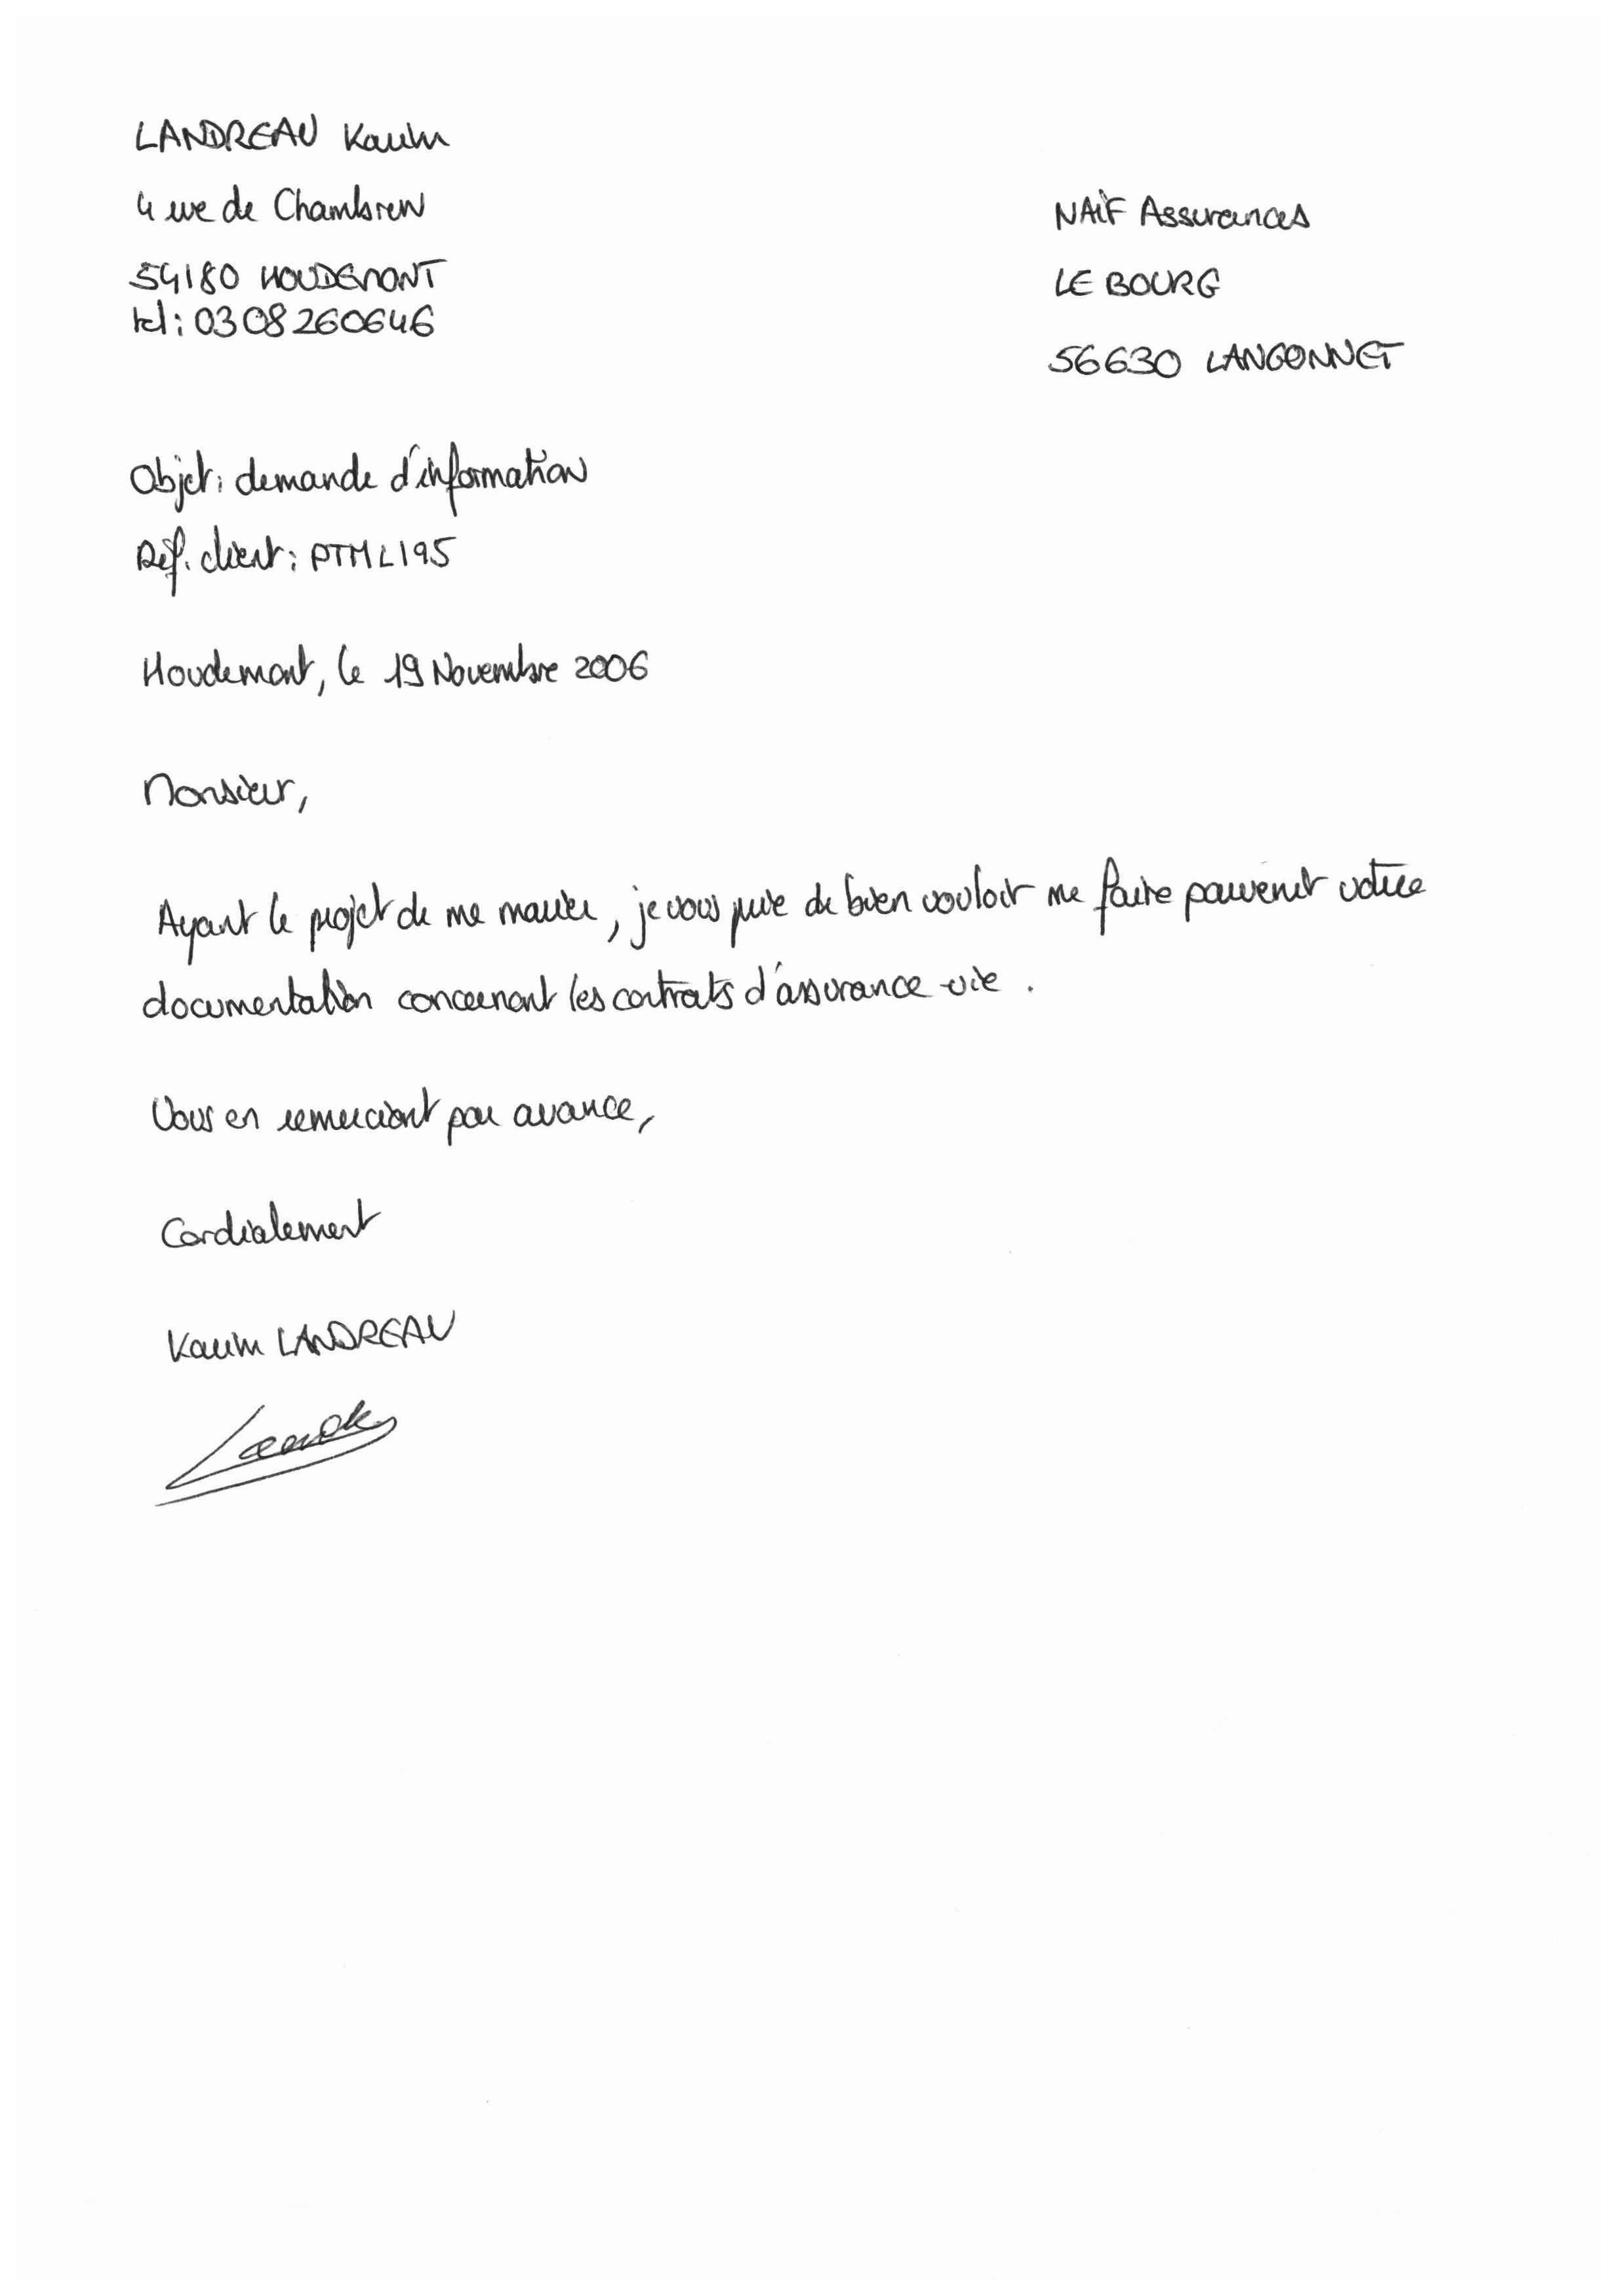 LANDREAU Karim
4 rue de Chambrew
54180 HOUDEMONT
tel: 0308260646
NAIF Assurances
LE BOURG
56630 LANGONNET
Objet: demande d'information
Réf. client: PTML195
Houdemont, le 19 Novembre 2006
Monsieur,
Ayant le projet de me marier, je vous prie de bien vouloir me faire parvenir votre
documentation concernant les contrats d'assurance-vie.
Vous en remerciant par avance,
Cordialement
Karim LANDREAU